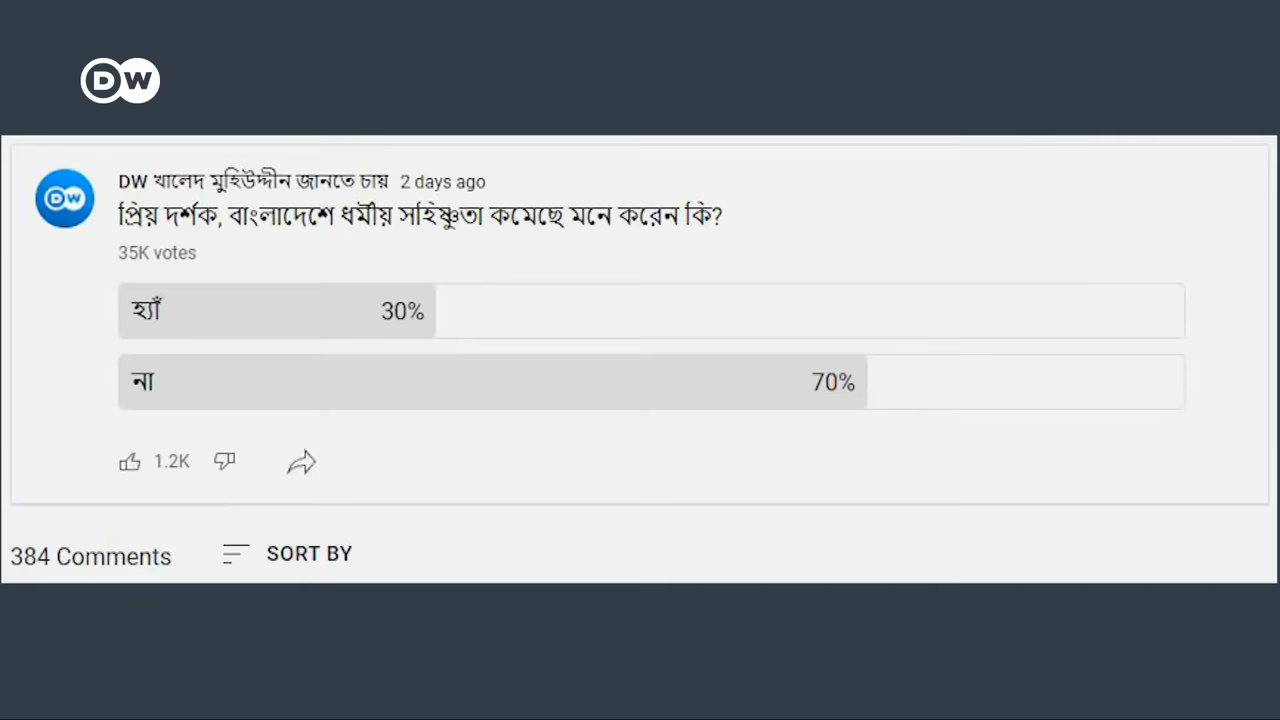 DW
DW
DW খালেদ মুহিউদ্দীন জানতে চায় 2 days ago
প্রিয় দর্শক, বাংলাদেশে ধর্মীয় সহিষ্ণুতা কমেছে মনে করেন কি?
35K votes
হ্যাঁ 30%
না 70%
1.2K
384 Comments SORT BY